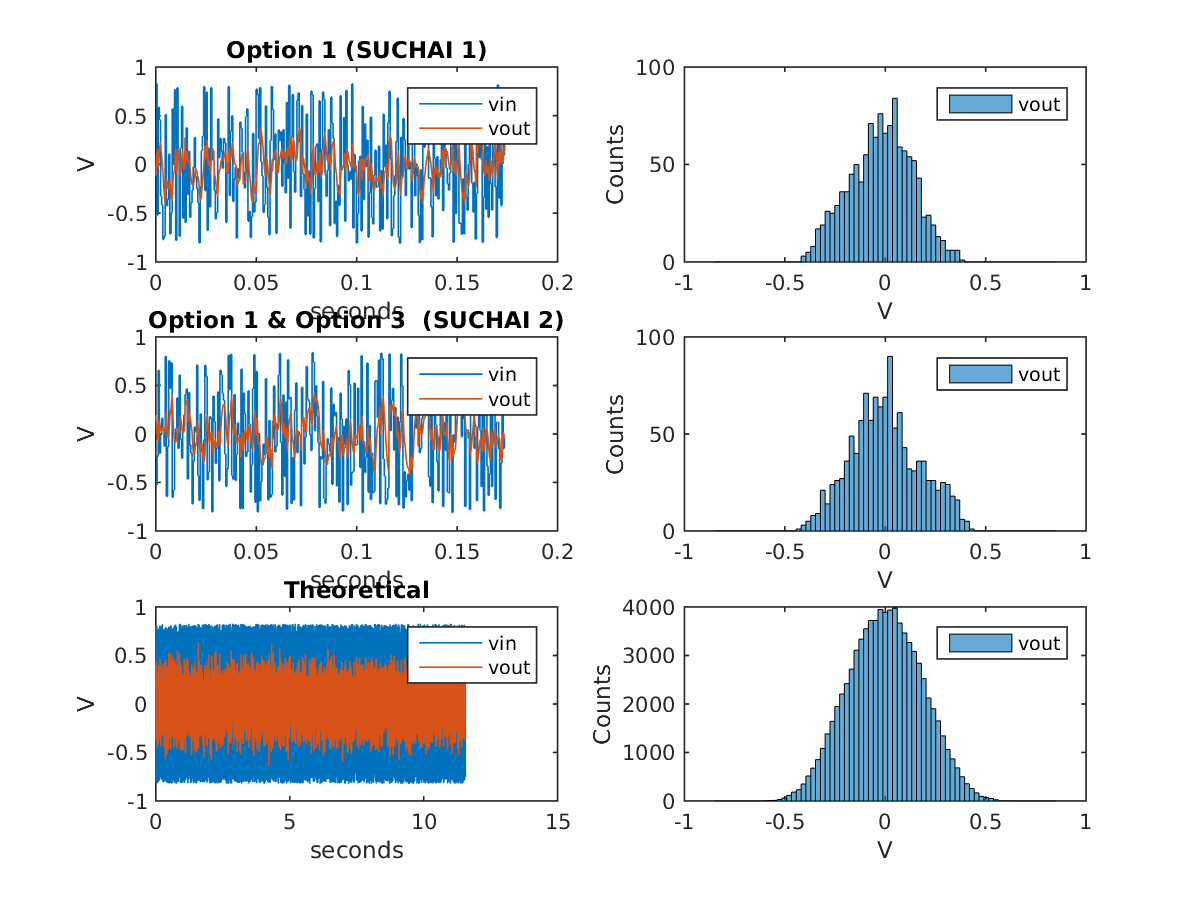 Option 1 (SUCHAI 1)
1
0.5
0
-0.5
-1
V
vin
vout
0 0.05 0.1 0.15 0.2
seconds
100
50
0
Counts
vout
-1 -0.5 0 0.5 1
V
Option 1 & Option 3 (SUCHAI 2)
1
0.5
0
-0.5
-1
V
vin
vout
0 0.05 0.1 0.15 0.2
seconds
100
50
0
Counts
vout
-1 -0.5 0 0.5 1
V
Theoretical
1
0.5
0
-0.5
-1
V
vin
vout
0 5 10 15
seconds
4000
3000
2000
1000
0
Counts
vout
-1 -0.5 0 0.5 1
V